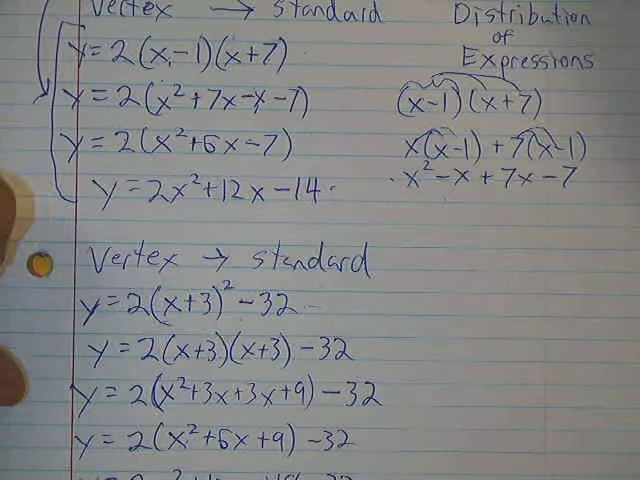 Vertex → standard
y = 2(x-1)(x+7)
y = 2(x²+7x-x-7)
y = 2(x²+6x-7)
y = 2x²+12x-14
Distribution
of
Expressions
(x-1)(x+7)
x(x-1) + 7(x-1)
x²-x+7x-7
Vertex → standard
y = 2(x+3)² - 32
y = 2(x+3)(x+3) - 32
y = 2(x²+3x+3x+9) - 32
y = 2(x²+6x+9) - 32